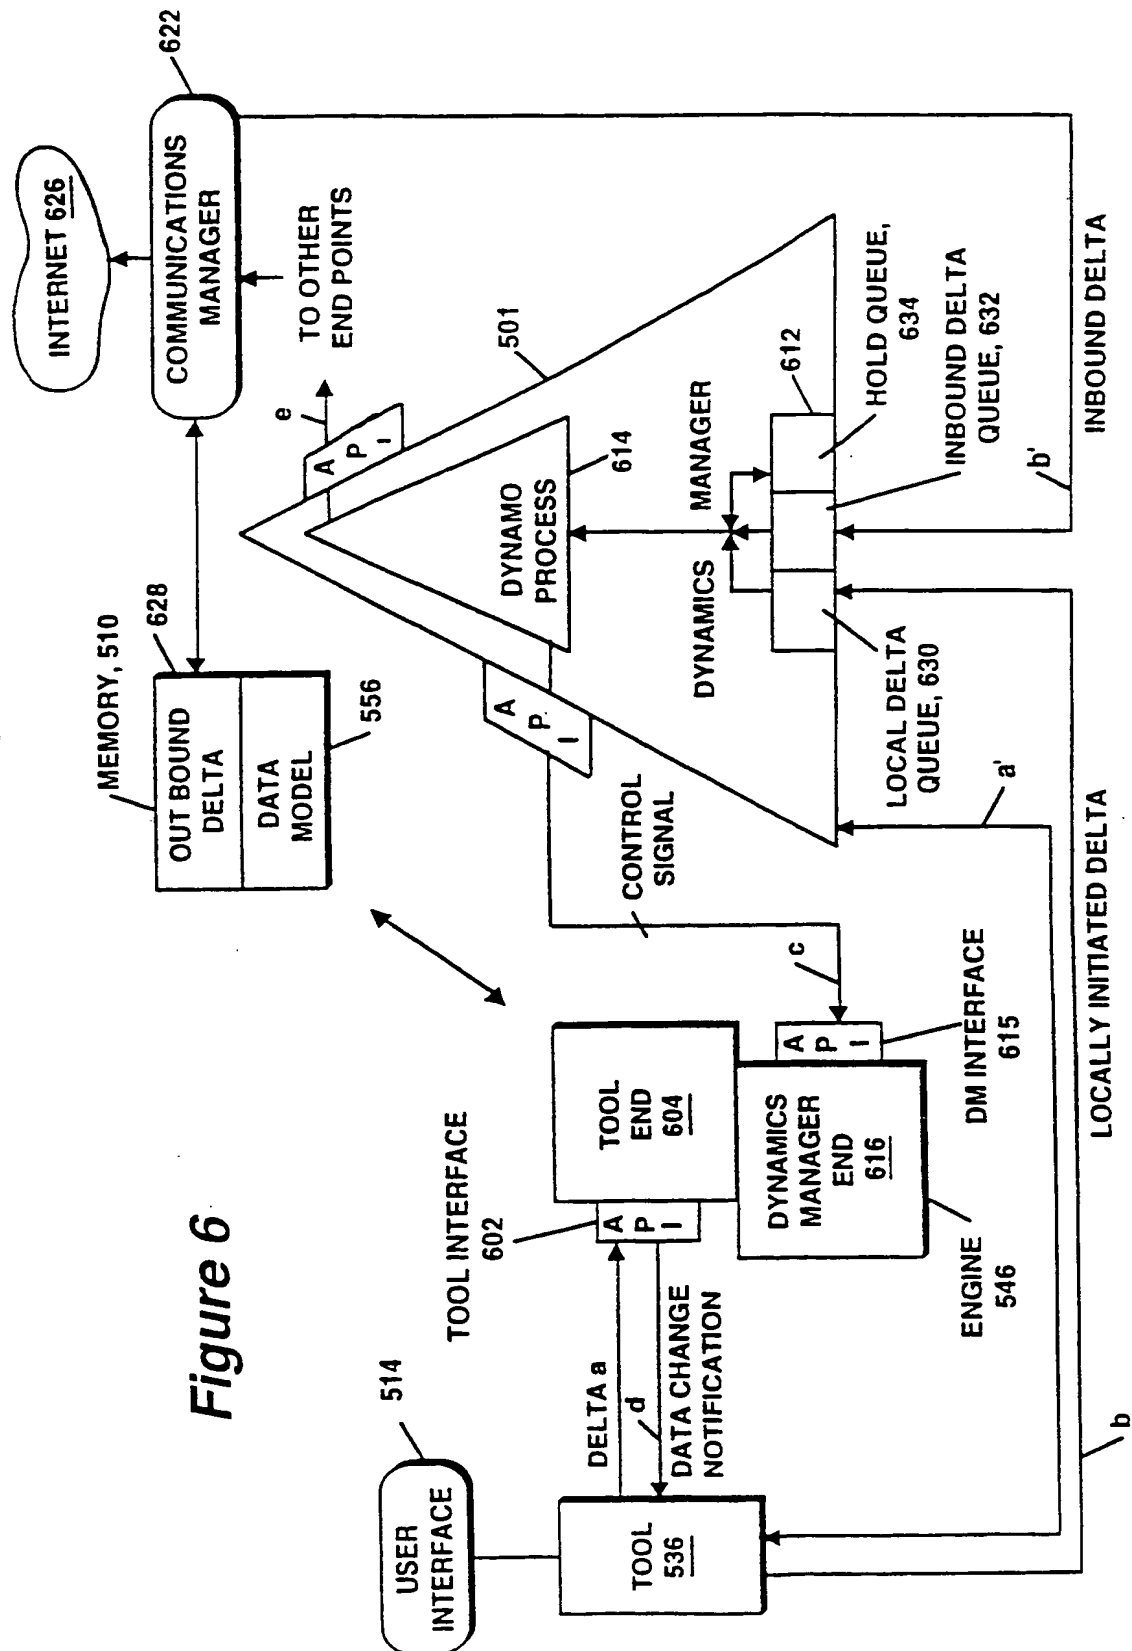 Figure 6
USER
INTERFACE
514
TOOL
536
DELTA a
d
DATA CHANGE
NOTIFICATION
TOOL INTERFACE
602
A P I
TOOL
END
604
DYNAMICS
MANAGER
END
616
ENGINE
546
A P I
DM INTERFACE
615
c
CONTROL
SIGNAL
MEMORY, 510
628
OUT BOUND
DELTA
DATA
MODEL
556
INTERNET 626
COMMUNICATIONS
MANAGER
622
TO OTHER
END POINTS
e
A P I
A P I
501
DYNAMO
PROCESS
614
DYNAMICS
MANAGER
612
LOCAL DELTA
QUEUE, 630
HOLD QUEUE,
634
INBOUND DELTA
QUEUE, 632
a'
b'
LOCALLY INITIATED DELTA
INBOUND DELTA
b